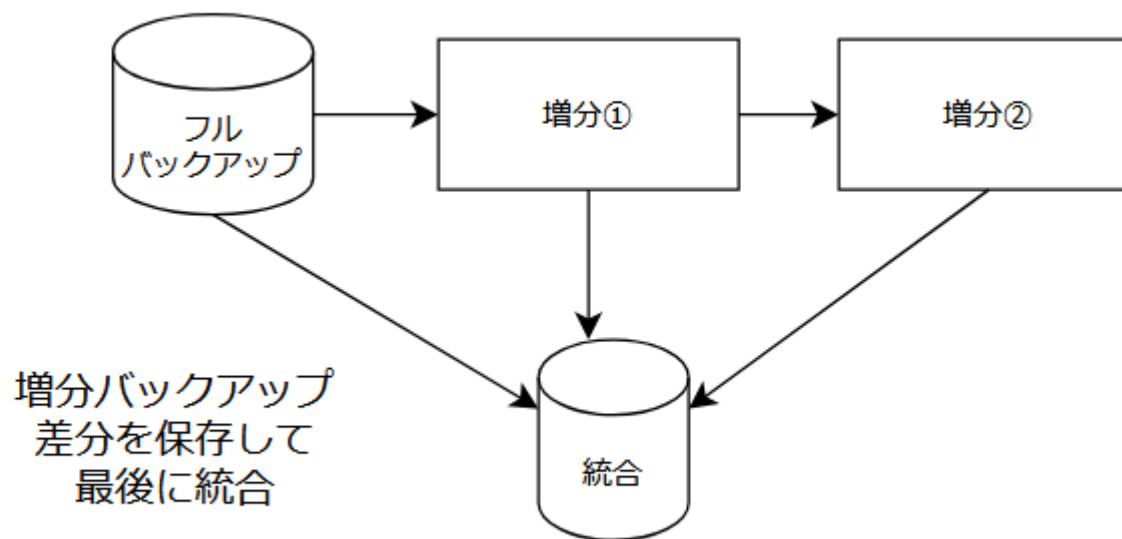 フル
バックアップ
増分①
増分②
統合
増分バックアップ
差分を保存して
最後に統合